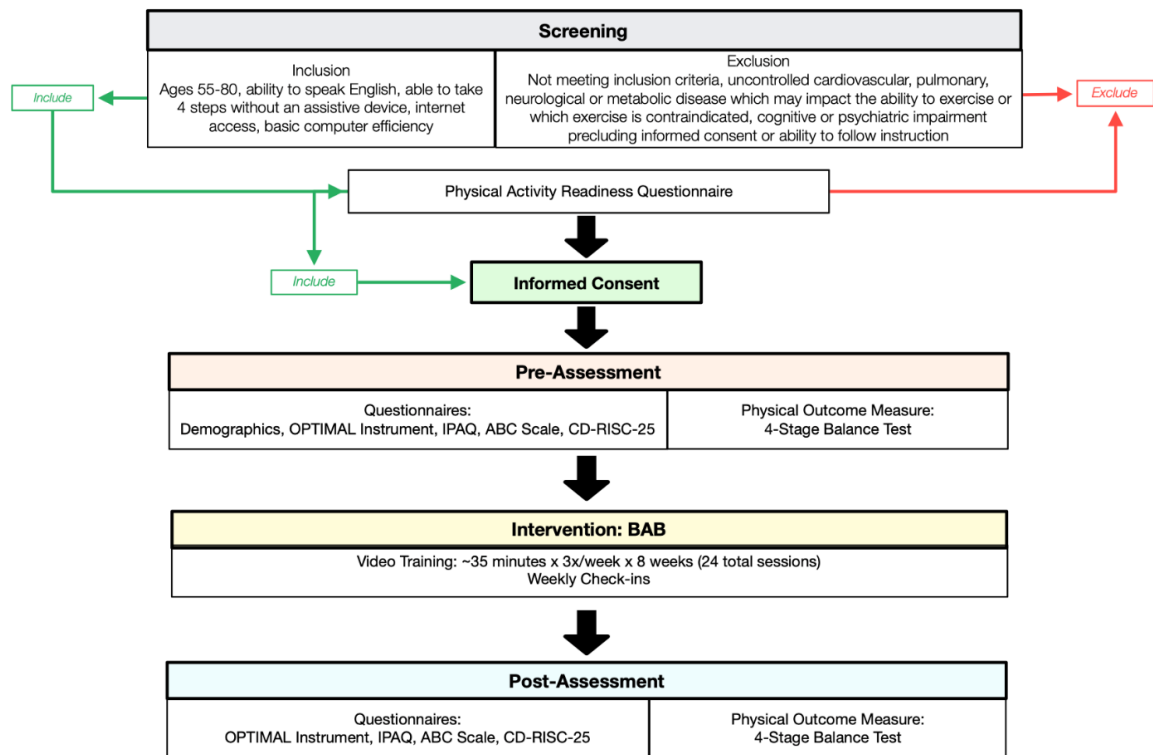 Screening
Inclusion
Ages 55-80, ability to speak English, able to take
4 steps without an assistive device, internet
access, basic computer efficiency
Exclusion
Not meeting inclusion criteria, uncontrolled cardiovascular, pulmonary,
neurological or metabolic disease which may impact the ability to exercise or
which exercise is contraindicated, cognitive or psychiatric impairment
precluding informed consent or ability to follow instruction
Include
Exclude
Physical Activity Readiness Questionnaire
Include
Informed Consent
Pre-Assessment
Questionnaires:
Demographics, OPTIMAL Instrument, IPAQ, ABC Scale, CD-RISC-25
Physical Outcome Measure:
4-Stage Balance Test
Intervention: BAB
Video Training: ~35 minutes x 3x/week x 8 weeks (24 total sessions)
Weekly Check-ins
Post-Assessment
Questionnaires:
OPTIMAL Instrument, IPAQ, ABC Scale, CD-RISC-25
Physical Outcome Measure:
4-Stage Balance Test